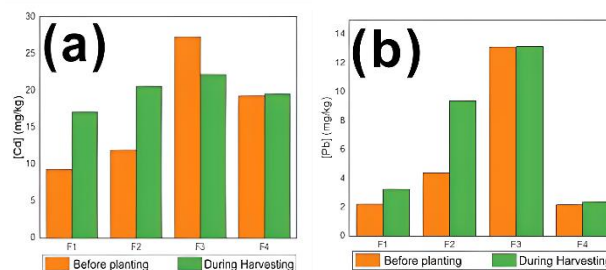 (a)
[Cd] (mg/kg)
30
25
20
15
10
5
0
F1 F2 F3 F4
Before planting During Harvesting
(b)
[Pb] (mg/kg)
14
12
10
8
6
4
2
0
F1 F2 F3 F4
Before planting During Harvesting